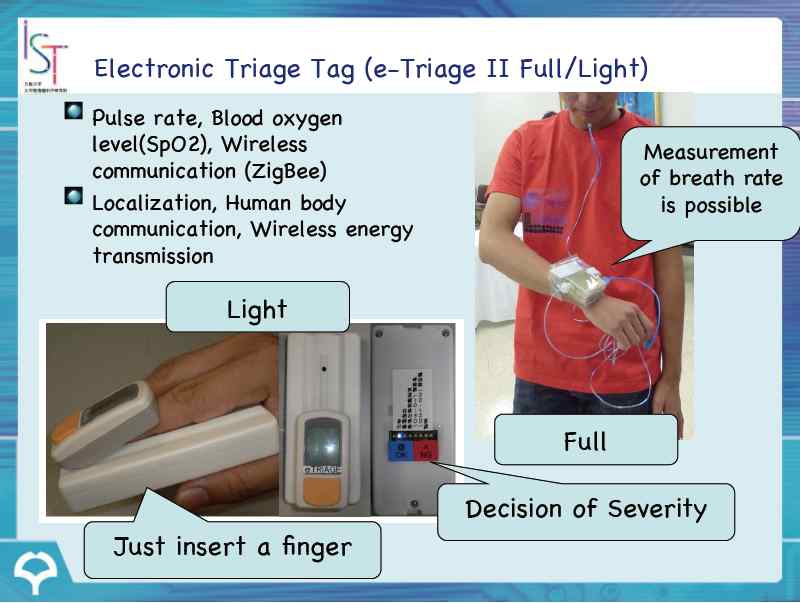 IST
Electronic Triage Tag (e-Triage II Full/Light)
Pulse rate, Blood oxygen
level(SpO2), Wireless
communication (ZigBee)
Localization, Human body
communication, Wireless energy
transmission
Measurement
of breath rate
is possible
Light
eTRIAGE
OK
NG
Full
Decision of Severity
Just insert a finger